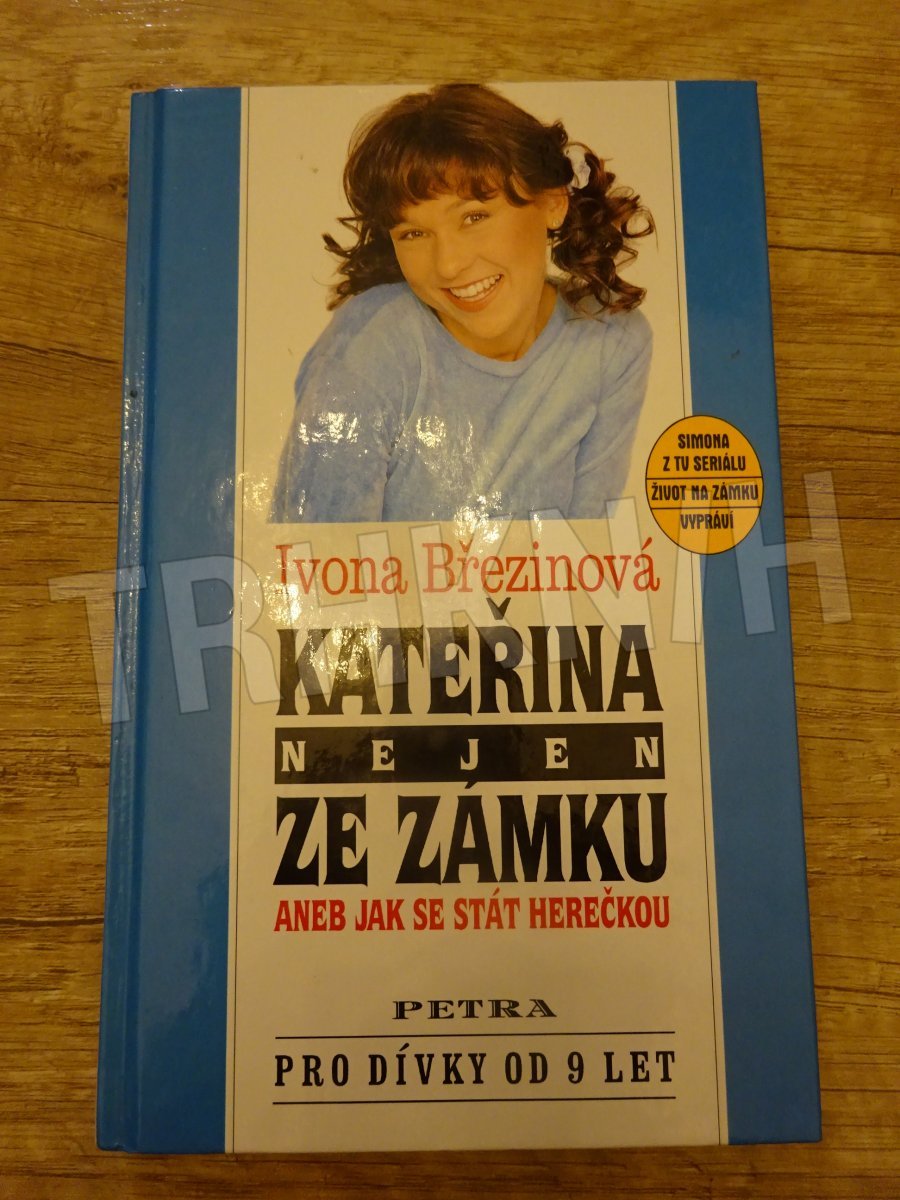 SIMONA
Z TV SERIÁLU
ŽIVOT NA ZÁMKU
VYPRÁVÍ
Ivona Březinová
KATEŘINA
NEJEN
ZE ZÁMKU
ANEB JAK SE STÁT HEREČKOU
PETRA
PRO DÍVKY OD 9 LET
TRHKNIH